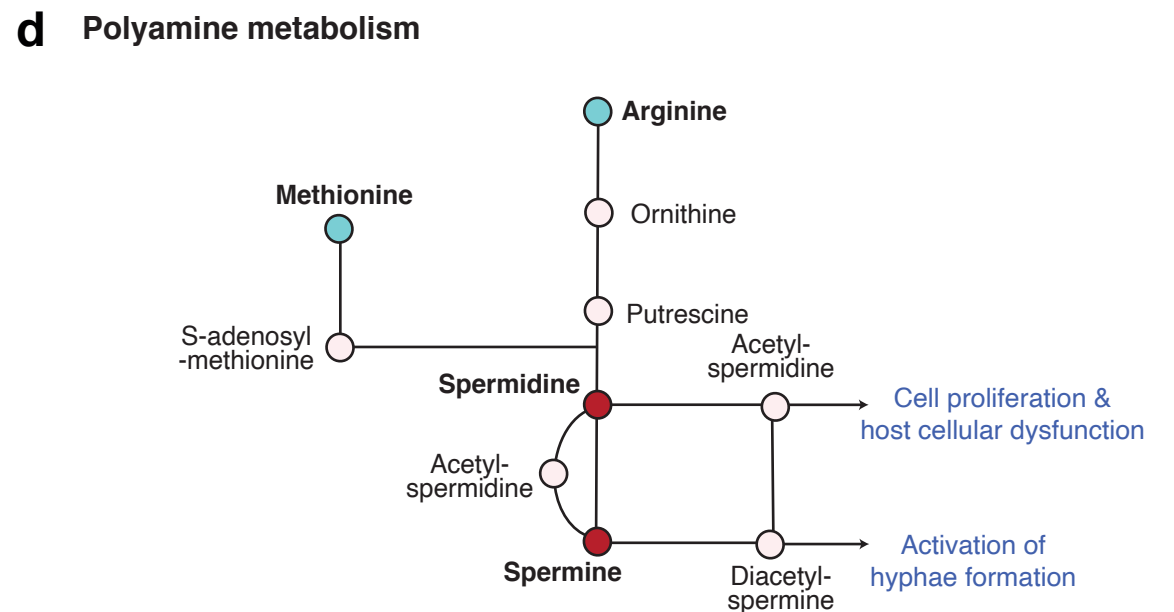 d Polyamine metabolism
Arginine
Methionine
Ornithine
Putrescine
S-adenosyl
-methionine
Acetyl-
spermidine
Spermidine
Cell proliferation &
host cellular dysfunction
Acetyl-
spermidine
Spermine
Activation of
hyphae formation
Diacetyl-
spermine